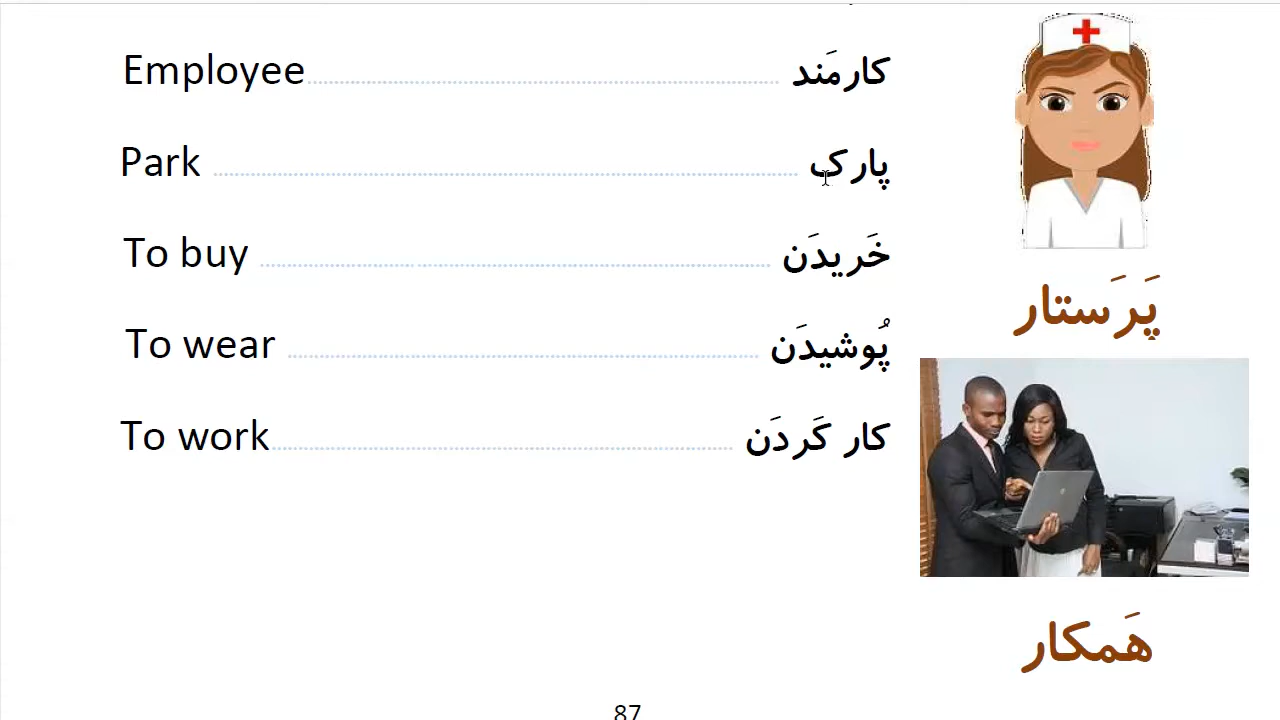 Employee........ کارمَند
Park ........ پارک
To buy ........ خَریدَن
To wear ........ پُوشیدَن
To work........ کار کَردَن
پَرَستار
هَمکار
87